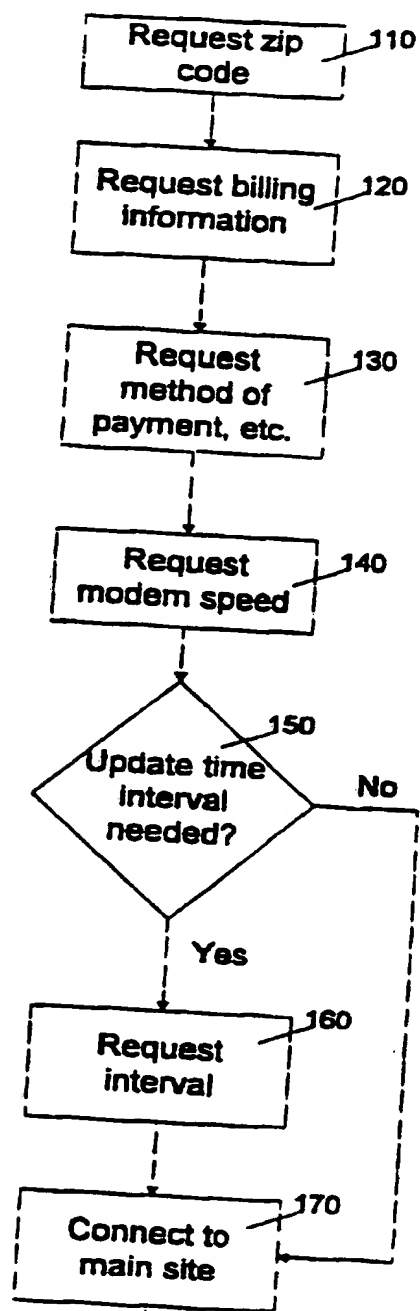 Request zip
code
110
Request billing
information
120
Request
method of
payment, etc.
130
Request
modem speed
140
150
Update time
interval
needed?
No
Yes
160
Request
interval
170
Connect to
main site